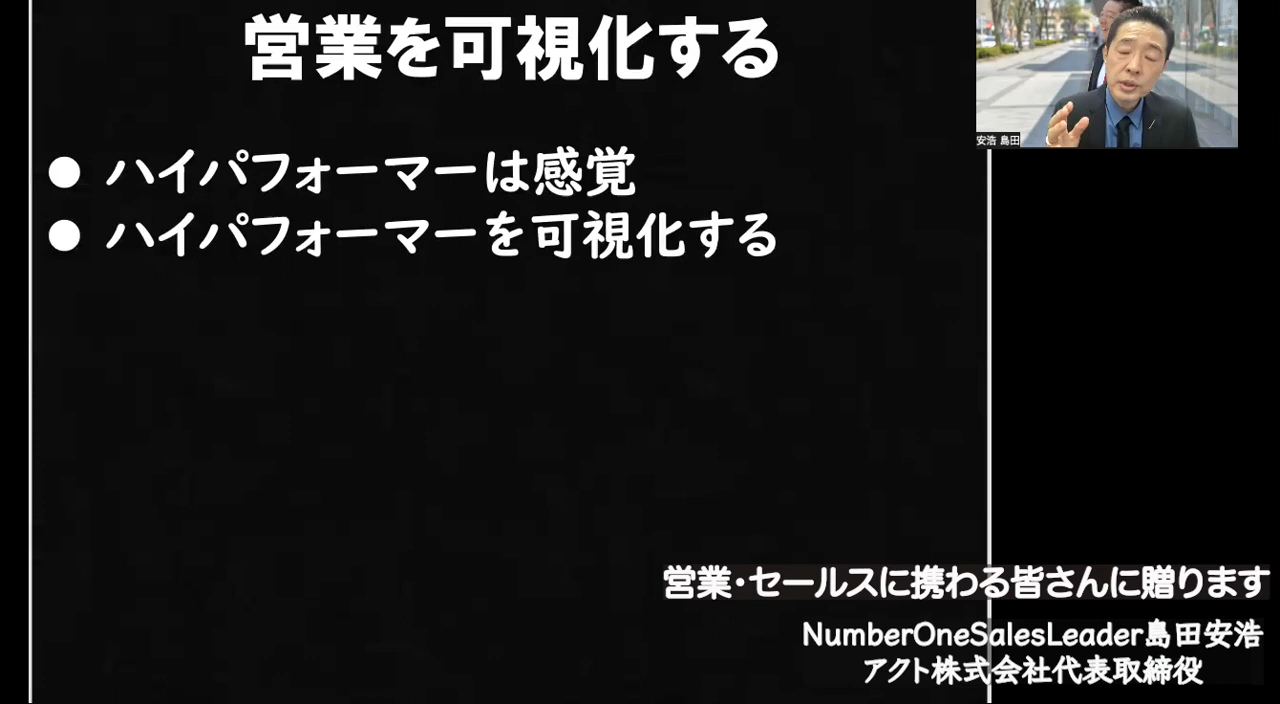 営業を可視化する
安浩 島田
● ハイパフォーマーは感覚
● ハイパフォーマーを可視化する
営業・セールスに携わる皆さんに贈ります
NumberOneSalesLeader島田安浩
アクト株式会社代表取締役